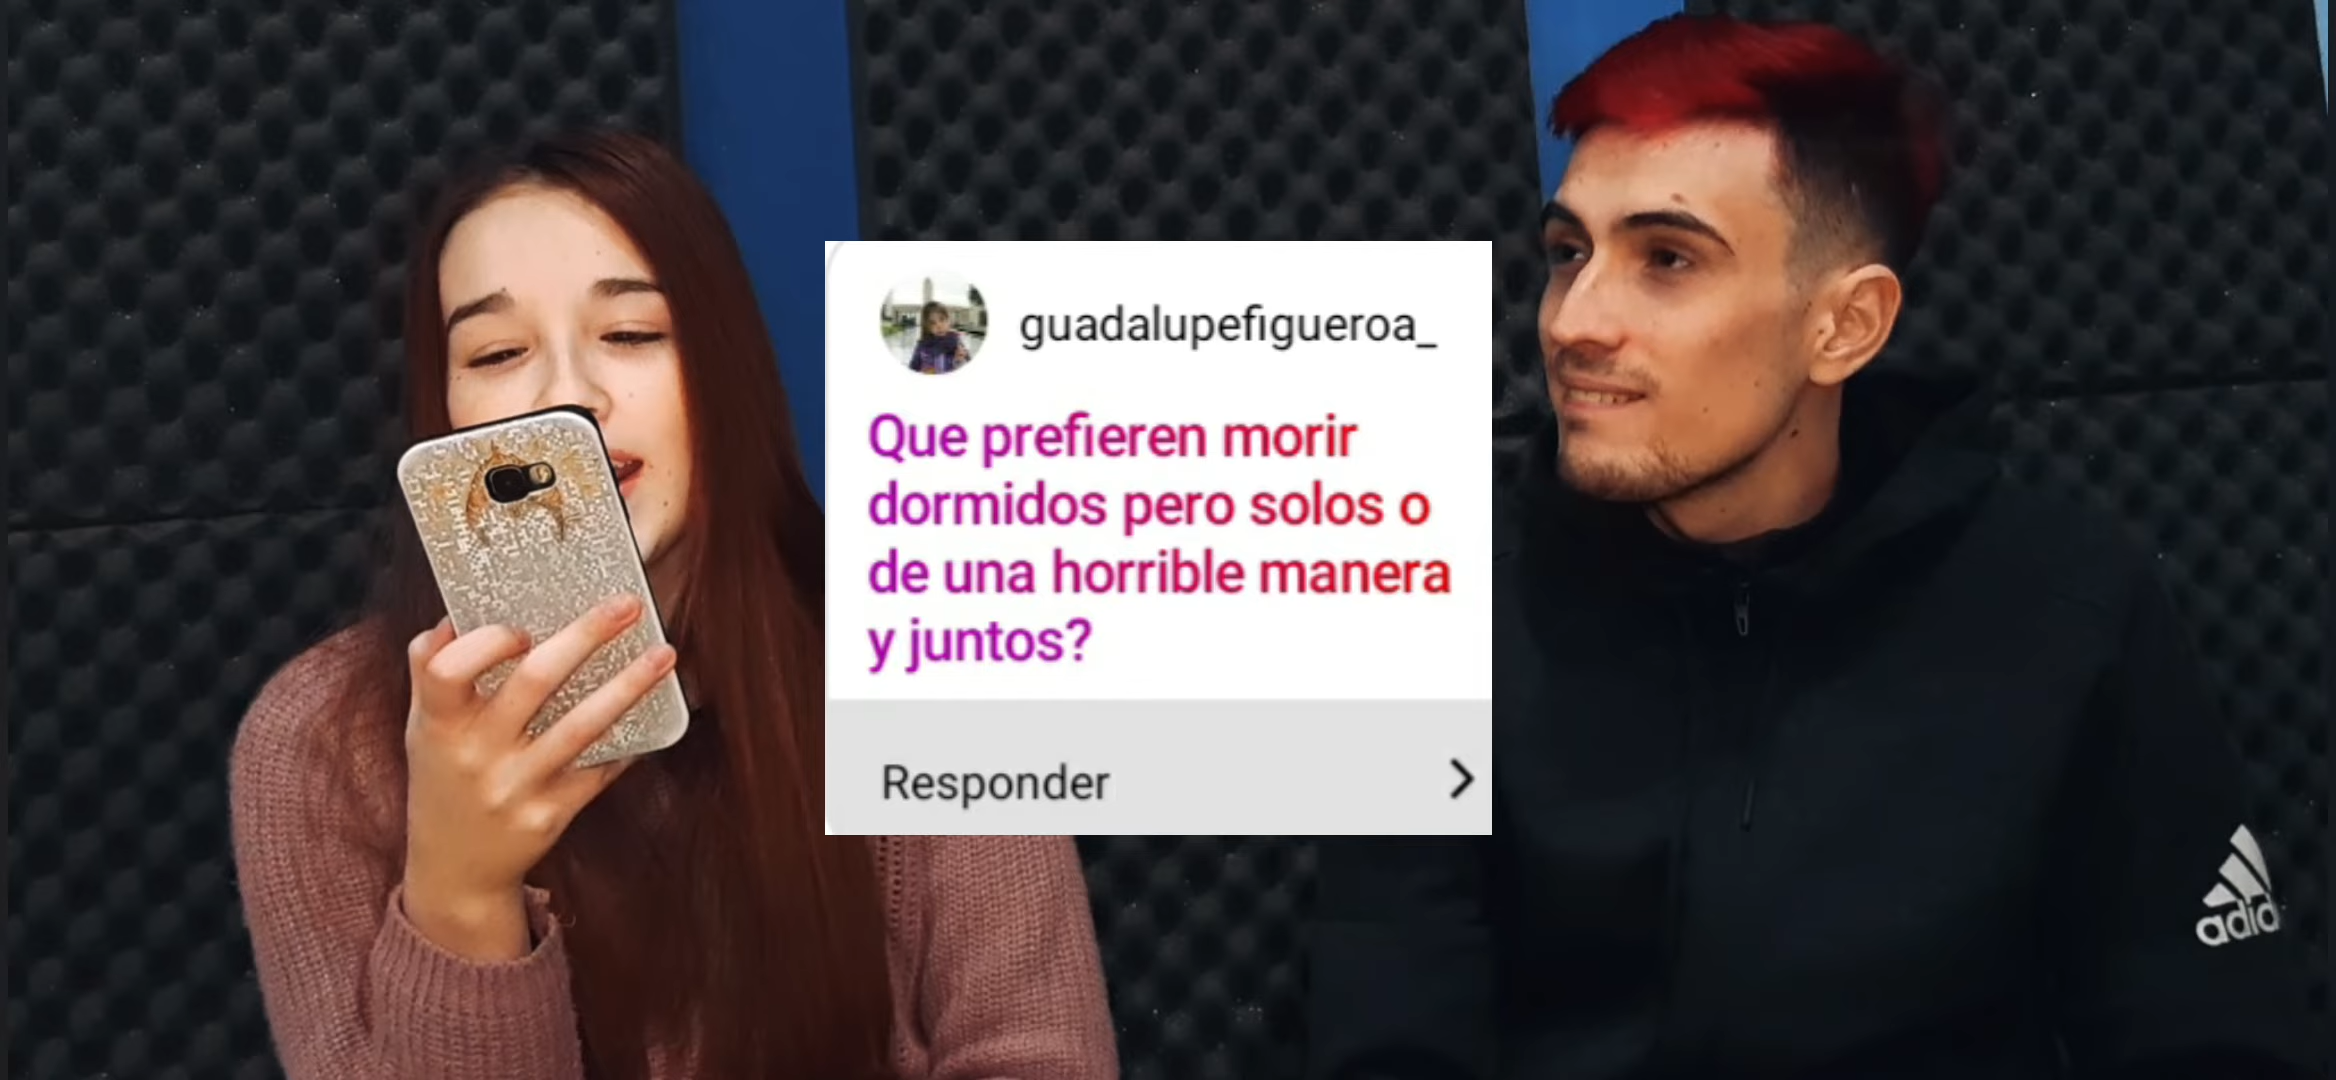 guadalupefigueroa_
Que prefieren morir
dormidos pero solos o
de una horrible manera
y juntos?
Responder
adid